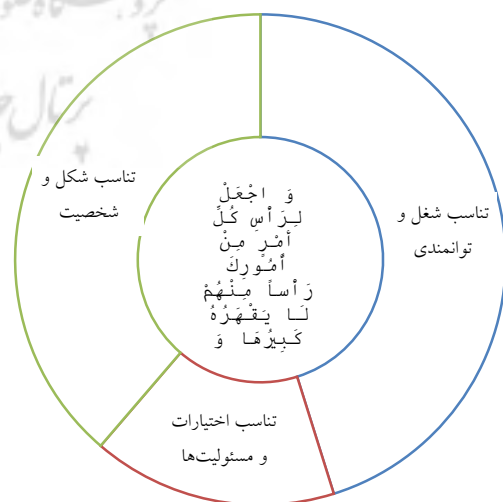 تناسب شغل و
توانمندی
تناسب شکل و
شخصیت
وَ اجْعَلْ
لِرَأْسِ كُلِّ
أَمْرٍ مِنْ
أُمُورِكَ
رَأْساً مِنْهُمْ
لَا يَقْهَرُهُ
كَبِيرُهَا وَ
تناسب اختیارات
و مسئولیت‌ها